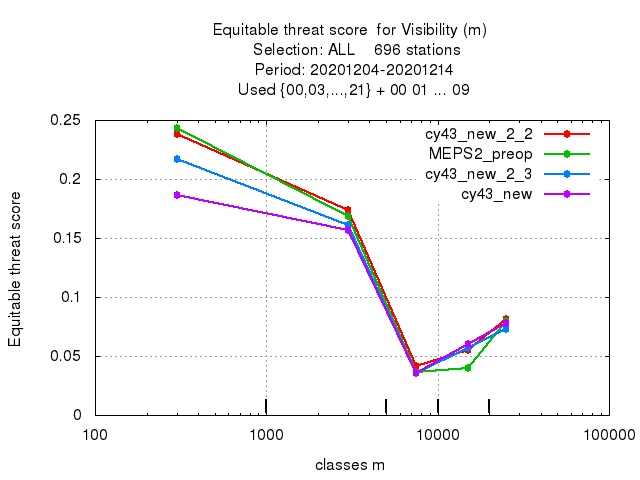 Equitable threat score  for Visibility (m)
Selection: ALL    696 stations
Period: 20201204-20201214
Used {00,03,...,21} + 00 01 ... 09
Equitable threat score
0.25
0.2
0.15
0.1
0.05
0
cy43_new_2_2
MEPS2_preop
cy43_new_2_3
cy43_new
100 1000 10000 100000
classes m